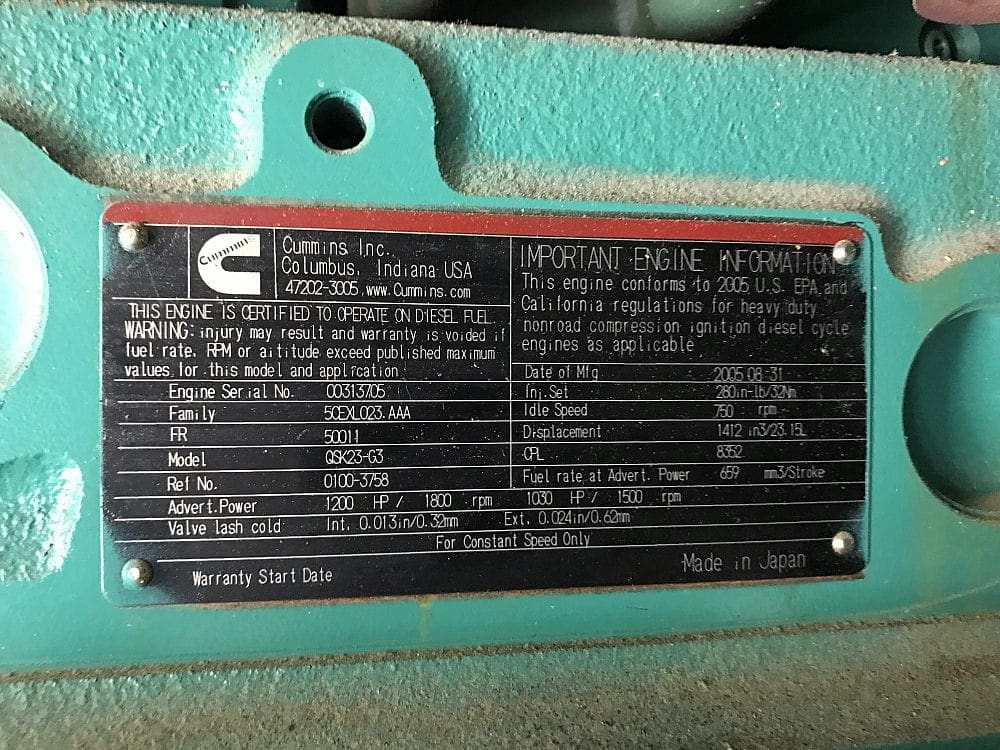 Cummins
Cummins Inc.
Columbus, Indiana USA
47202-3005, www.Cummins.com
THIS ENGINE IS CERTIFIED TO OPERATE ON DIESEL FUEL
WARNING: injury may result and warranty is voided if
fuel rate. RPM or altitude exceed published maximum
values for this model and application
Engine Serial No. 00313705
Family 5CEXL023.AAA
FR 50011
Model QSK23-G3
Ref No. 0100-3758
IMPORTANT ENGINE INFORMATION
This engine conforms to 2005 U.S. EPA and
California regulations for heavy duty
nonroad compression ignition diesel cycle
engines as applicable
Date of Mfg 2005 08-31
Inj.Set 280in-lb/32Nm
Idle Speed 750 rpm
Displacement 1412 in3/23.15L
CPL 8352
Fuel rate at Advert. Power 659 mm3/Stroke
Advert.Power 1200 HP / 1800 rpm 1030 HP / 1500 rpm
Valve lash cold Int. 0.013in/0.32mm Ext. 0.024in/0.62mm
For Constant Speed Only
Warranty Start Date
Made in Japan